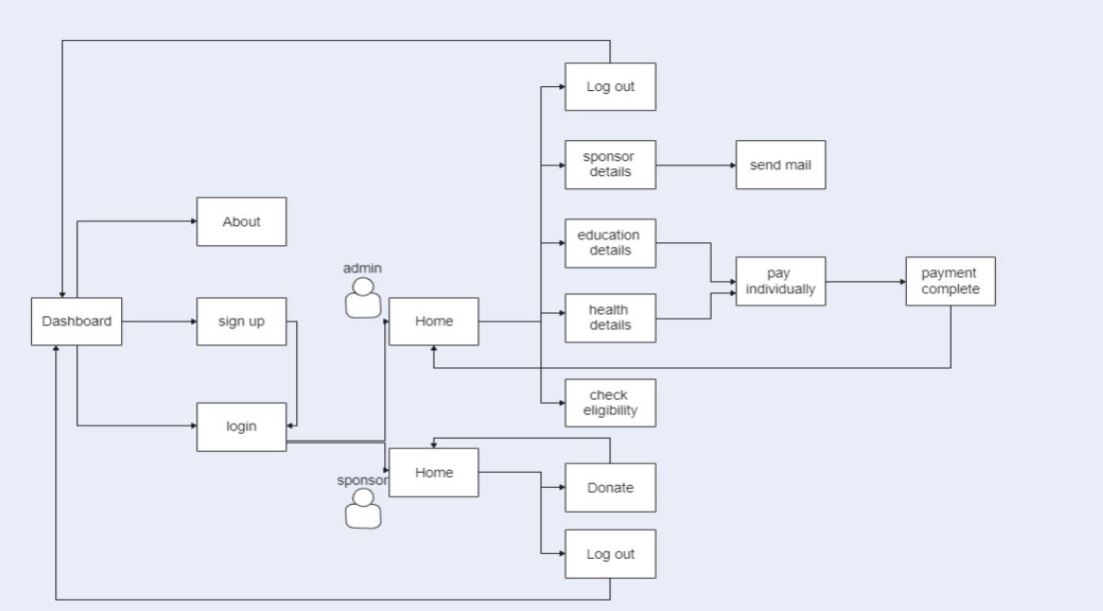 Log out
sponsor
details
send mail
About
education
details
admin
pay
individually
payment
complete
Dashboard
sign up
Home
health
details
check
eligibility
login
Home
sponsor
Donate
Log out